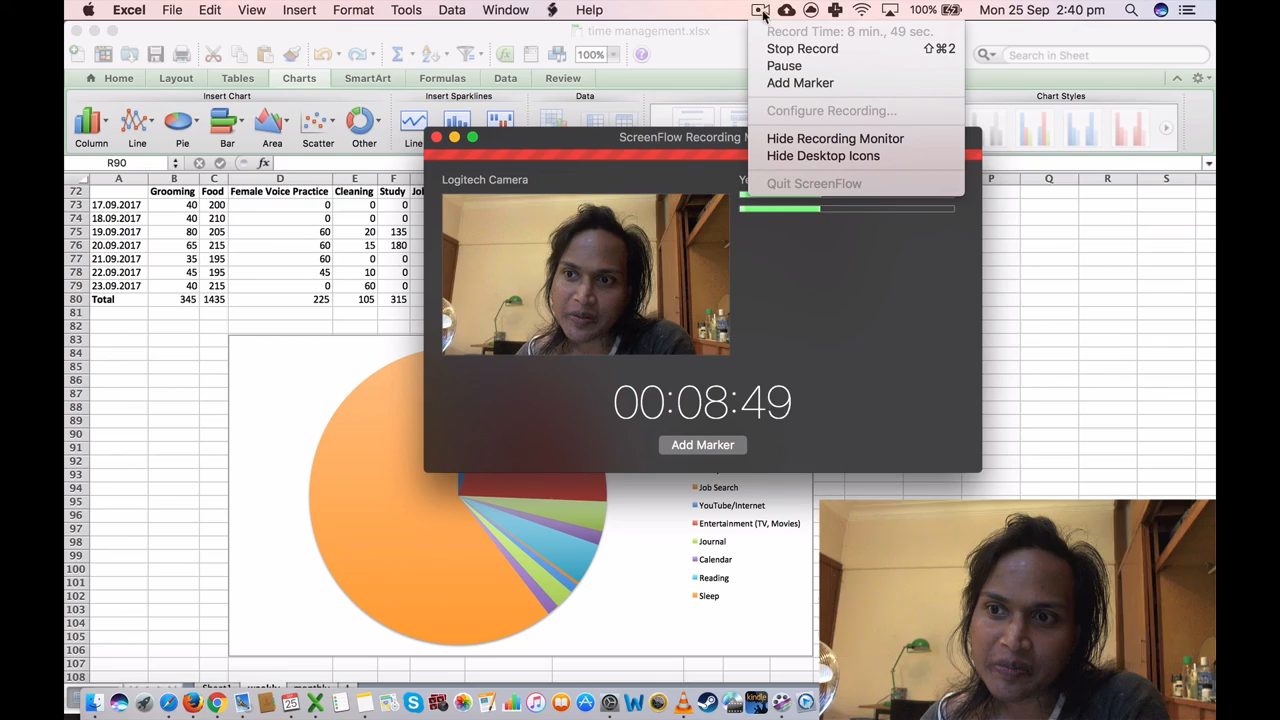 Excel File Edit View Insert Format Tools Data Window Help 100% Mon 25 Sep 2:40 pm
time management.xlsx
Record Time: 8 min., 49 sec.
Stop Record ⇧⌘2
Pause
Add Marker
Configure Recording...
Hide Recording Monitor
Hide Desktop Icons
Quit ScreenFlow
100%
Search in Sheet
Home Layout Tables Charts SmartArt Formulas Data Review
Insert Chart Insert Sparklines Data Chart Styles
Column Line Pie Bar Area Scatter Other Line
R90 fx
A B C D E F P Q R S
72 Grooming Food Female Voice Practice Cleaning Study
73 17.09.2017 40 200 0 0 0
74 18.09.2017 40 210 0 0 0
75 19.09.2017 80 205 60 20 135
76 20.09.2017 65 215 60 15 180
77 21.09.2017 35 195 60 0 0
78 22.09.2017 45 195 45 10 0
79 23.09.2017 40 215 0 60 0
80 Total 345 1435 225 105 315
81
82
83
84
85
86
87
88
89
90
91
92
93
94
95
96
97
98
99
100
101
102
103
104
105
106
107
108
ScreenFlow Recording
Logitech Camera
00:08:49
Add Marker
Job Search
YouTube/Internet
Entertainment (TV, Movies)
Journal
Calendar
Reading
Sleep
25
kindle